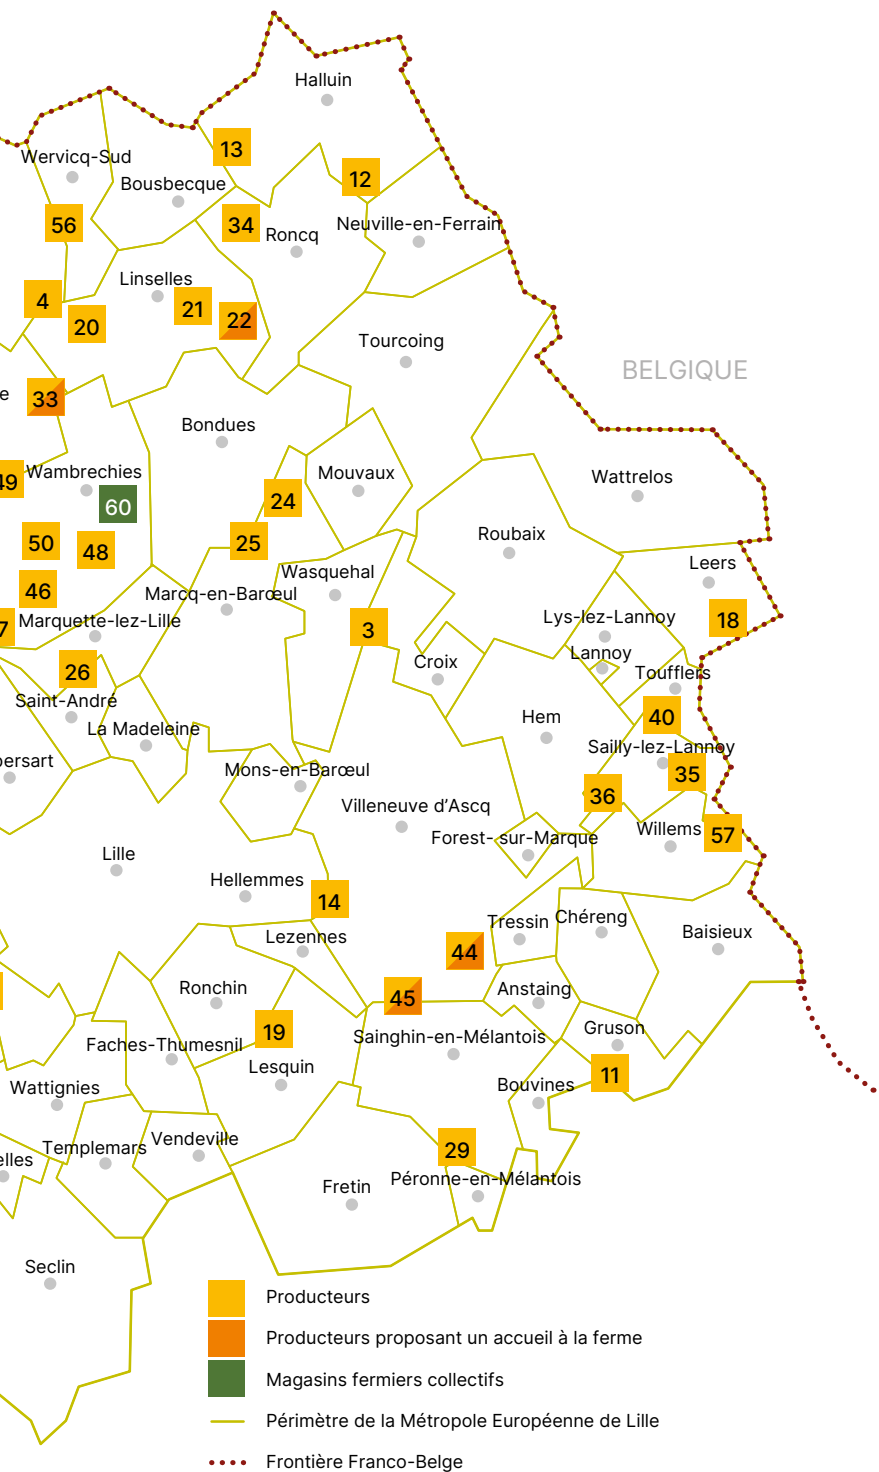 Halluin
13
Wervicq-Sud
12
Bousbecque
56
34
Roncq
Neuville-en-Ferrain
Linselles
4
21
20
22
Tourcoing
BELGIQUE
e
33
Bondues
49
Wambrechies
Mouvaux
Wattrelos
60
24
50
48
25
Roubaix
Wasquehal
Leers
46
Marcq-en-Barœul
7
Marquette-lez-Lille
3
Lys-lez-Lannoy
18
26
Croix
Lannoy
Toufflers
Saint-André
40
La Madeleine
Hem
Sailly-lez-Lannoy
bersart
Mons-en-Barœul
35
36
Villeneuve d’Ascq
Forest- sur-Marque
Willems
57
Lille
Hellemmes
14
Tressin
Chéreng
Lezennes
44
Baisieux
Ronchin
45
Anstaing
19
Sainghin-en-Mélantois
Gruson
Faches-Thumesnil
Lesquin
11
Wattignies
Bouvines
Templemars
Vendeville
29
elles
Fretin
Péronne-en-Mélantois
Seclin
Producteurs
Producteurs proposant un accueil à la ferme
Magasins fermiers collectifs
Périmètre de la Métropole Européenne de Lille
Frontière Franco-Belge